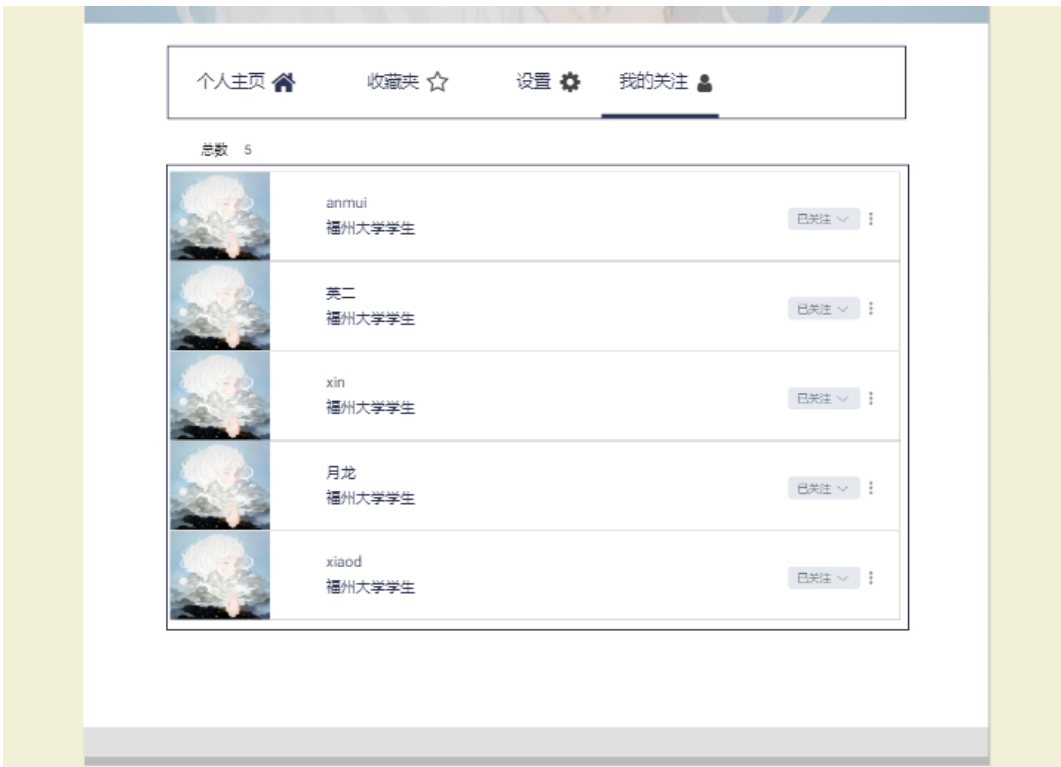 个人主页 收藏夹 设置 我的关注
总数 5
anmui
福州大学学生
已关注
英二
福州大学学生
已关注
xin
福州大学学生
已关注
月龙
福州大学学生
已关注
xiaod
福州大学学生
已关注